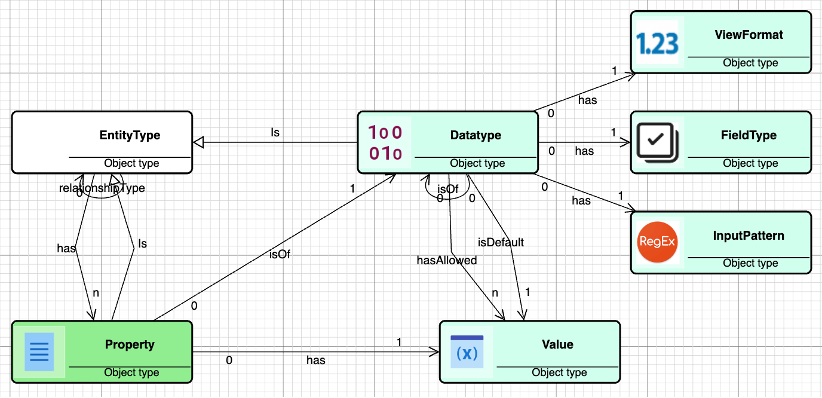 ViewFormat
1.23
Object type
1
has
0
EntityType
Object type
Is
100
010
Datatype
Object type
1
0
has
FieldType
Object type
relationshipType
0
1
isOf
0
0
0
has
1
RegEx
InputPattern
Object type
has
Is
isOf
isDefault
hasAllowed
n
0
n
1
Property
Object type
0
has
1
(x)
Value
Object type